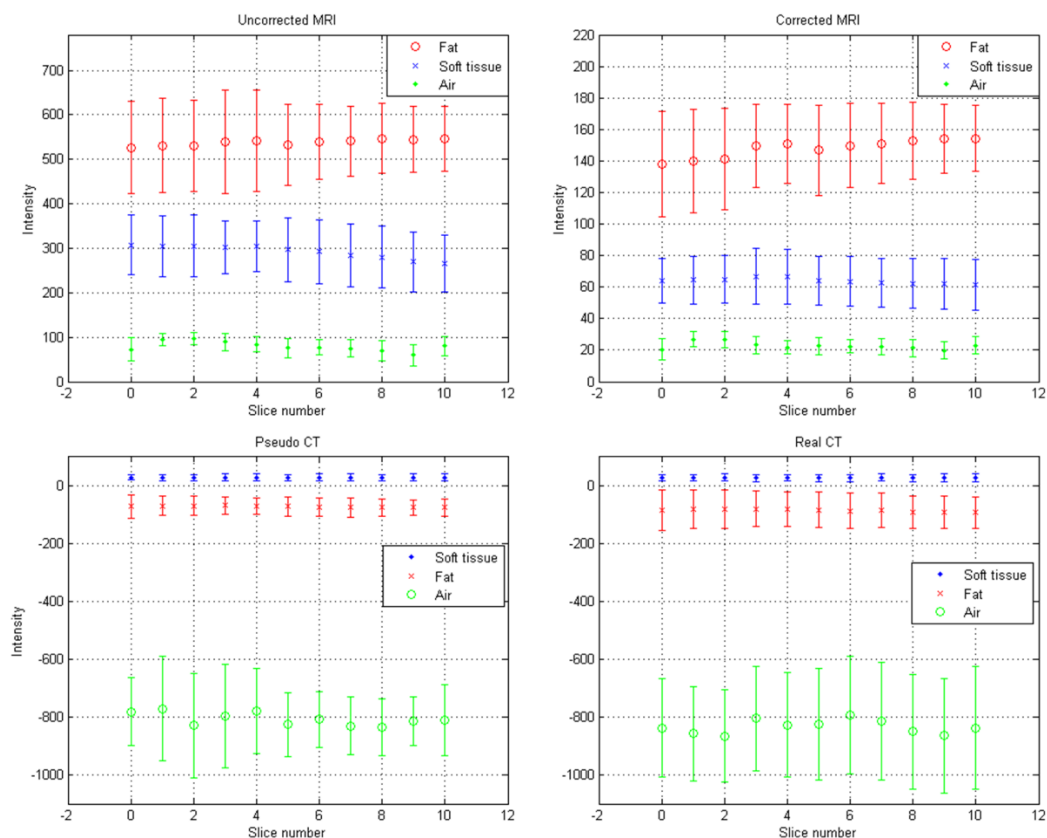 Uncorrected MRI
Fat
Soft tissue
Air
Intensity
700
600
500
400
300
200
100
0
-2 0 2 4 6 8 10 12
Slice number
Corrected MRI
Fat
Soft tissue
Air
Intensity
220
200
180
160
140
120
100
80
60
40
20
0
-2 0 2 4 6 8 10 12
Slice number
Pseudo CT
Soft tissue
Fat
Air
Intensity
0
-200
-400
-600
-800
-1000
-2 0 2 4 6 8 10 12
Slice number
Real CT
Soft tissue
Fat
Air
0
-200
-400
-600
-800
-1000
-2 0 2 4 6 8 10 12
Slice number